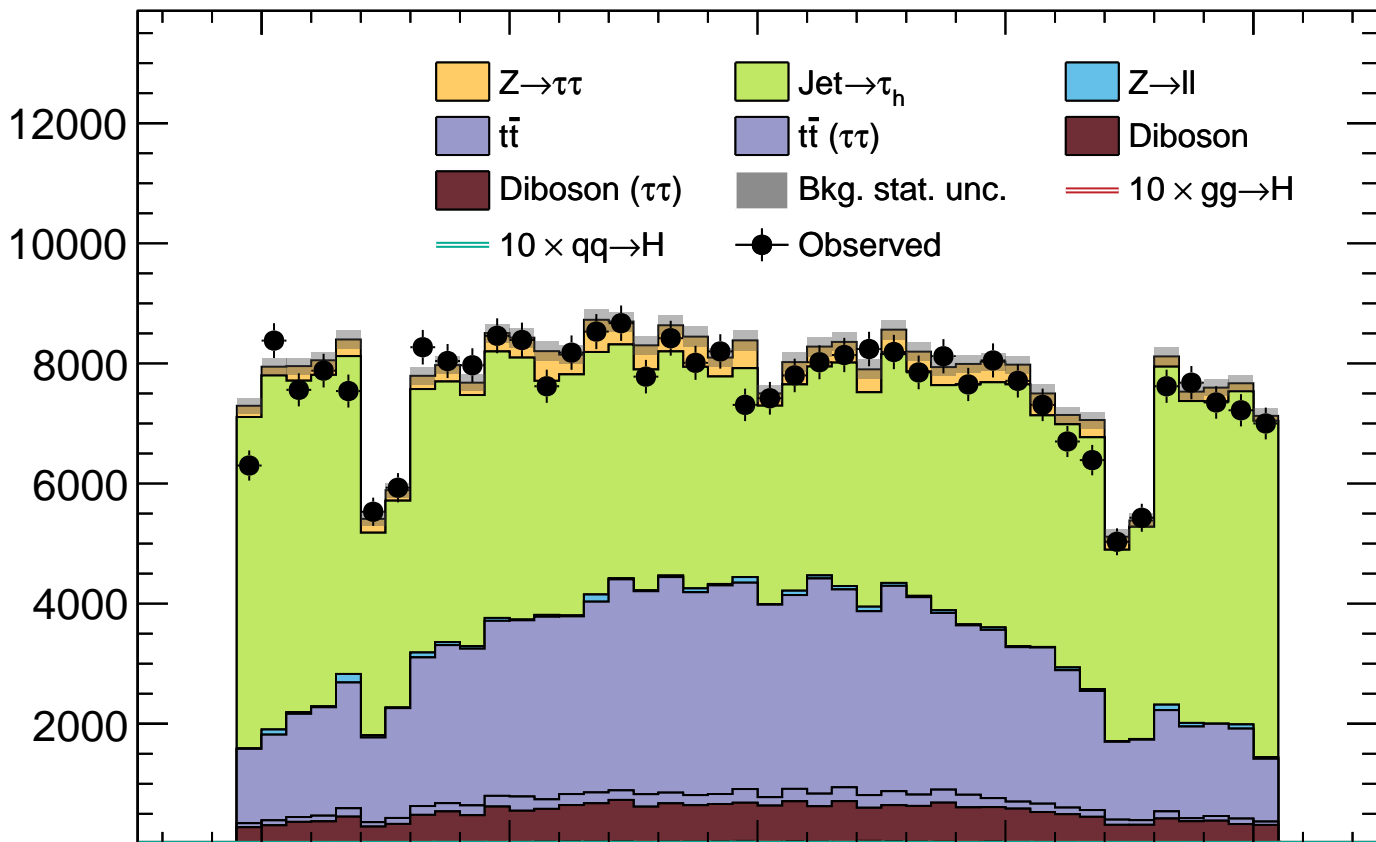 Z→ττ Jet→τh Z→ll
12000
tt̄ tt̄ (ττ) Diboson
Diboson (ττ) Bkg. stat. unc. 10 × gg→H
10000 10 × qq→H Observed
8000
6000
4000
2000